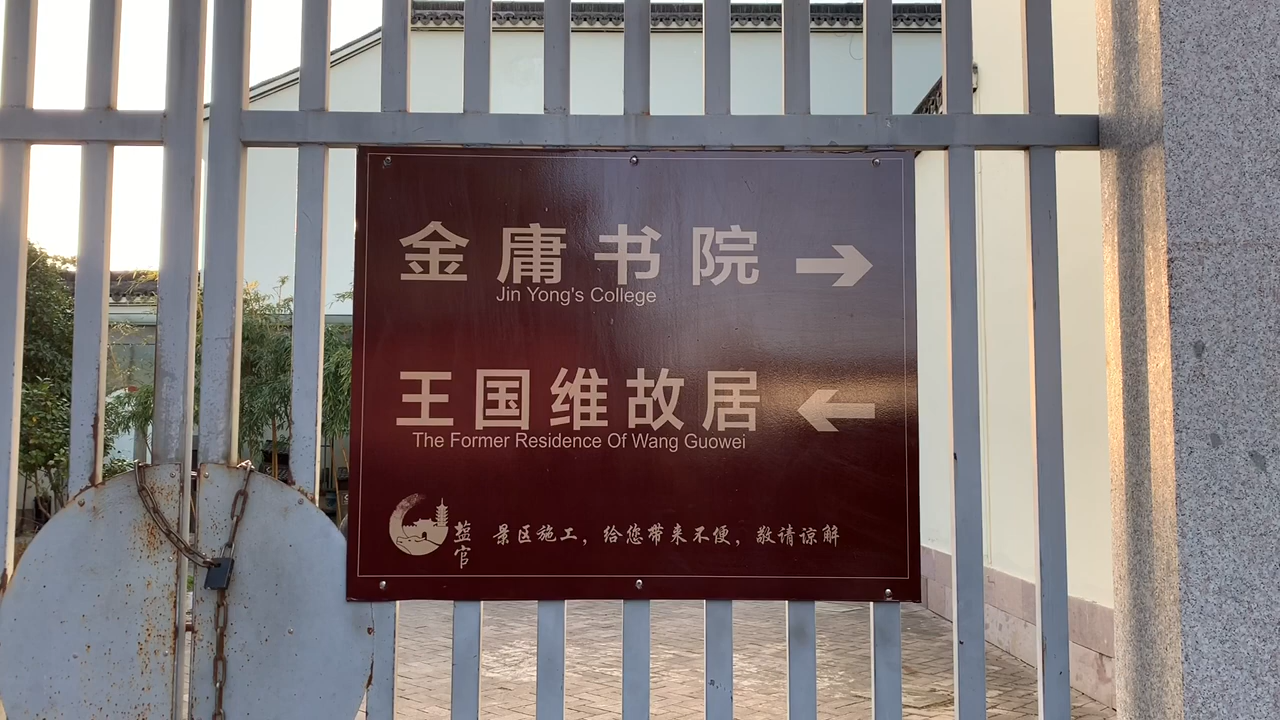 金庸书院
Jin Yong's College
王国维故居
The Former Residence Of Wang Guowei
盐官
景区施工，给您带来不便，敬请谅解